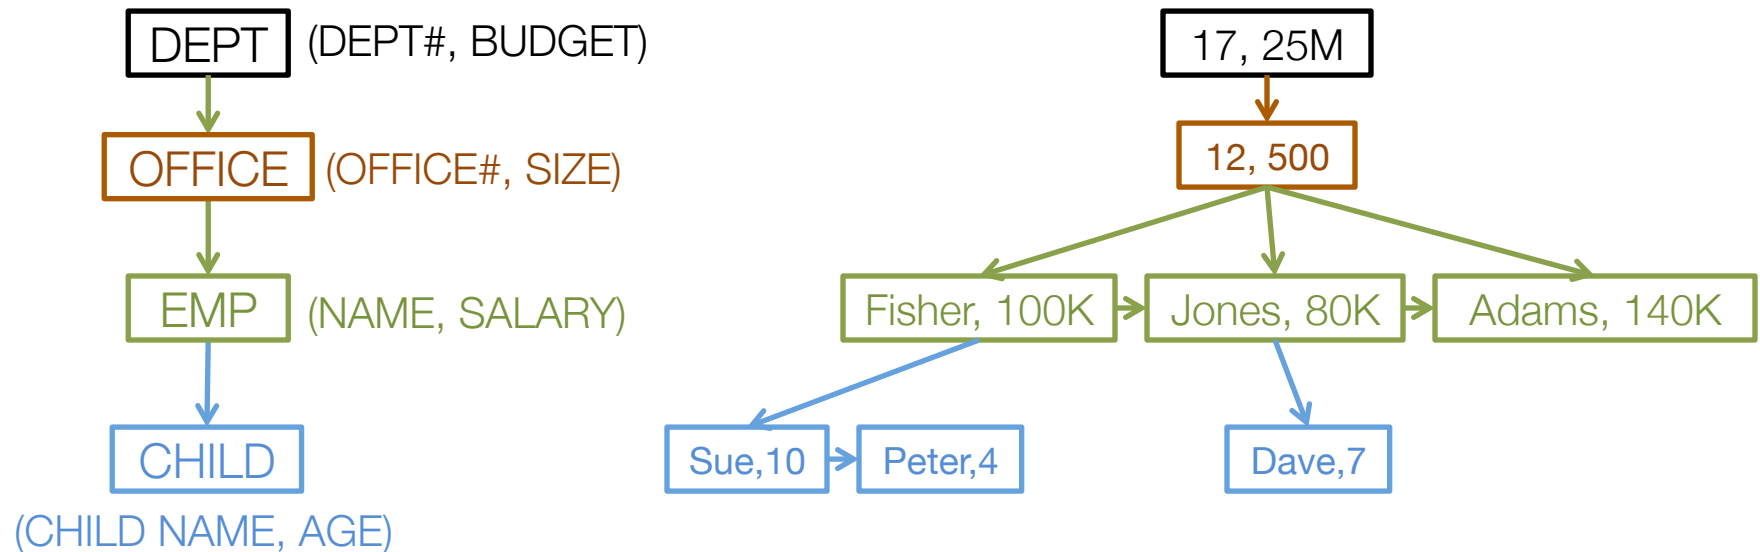 DEPT (DEPT#, BUDGET)
17, 25M
OFFICE (OFFICE#, SIZE)
12, 500
EMP (NAME, SALARY)
Fisher, 100K
Jones, 80K
Adams, 140K
CHILD
(CHILD NAME, AGE)
Sue,10
Peter,4
Dave,7